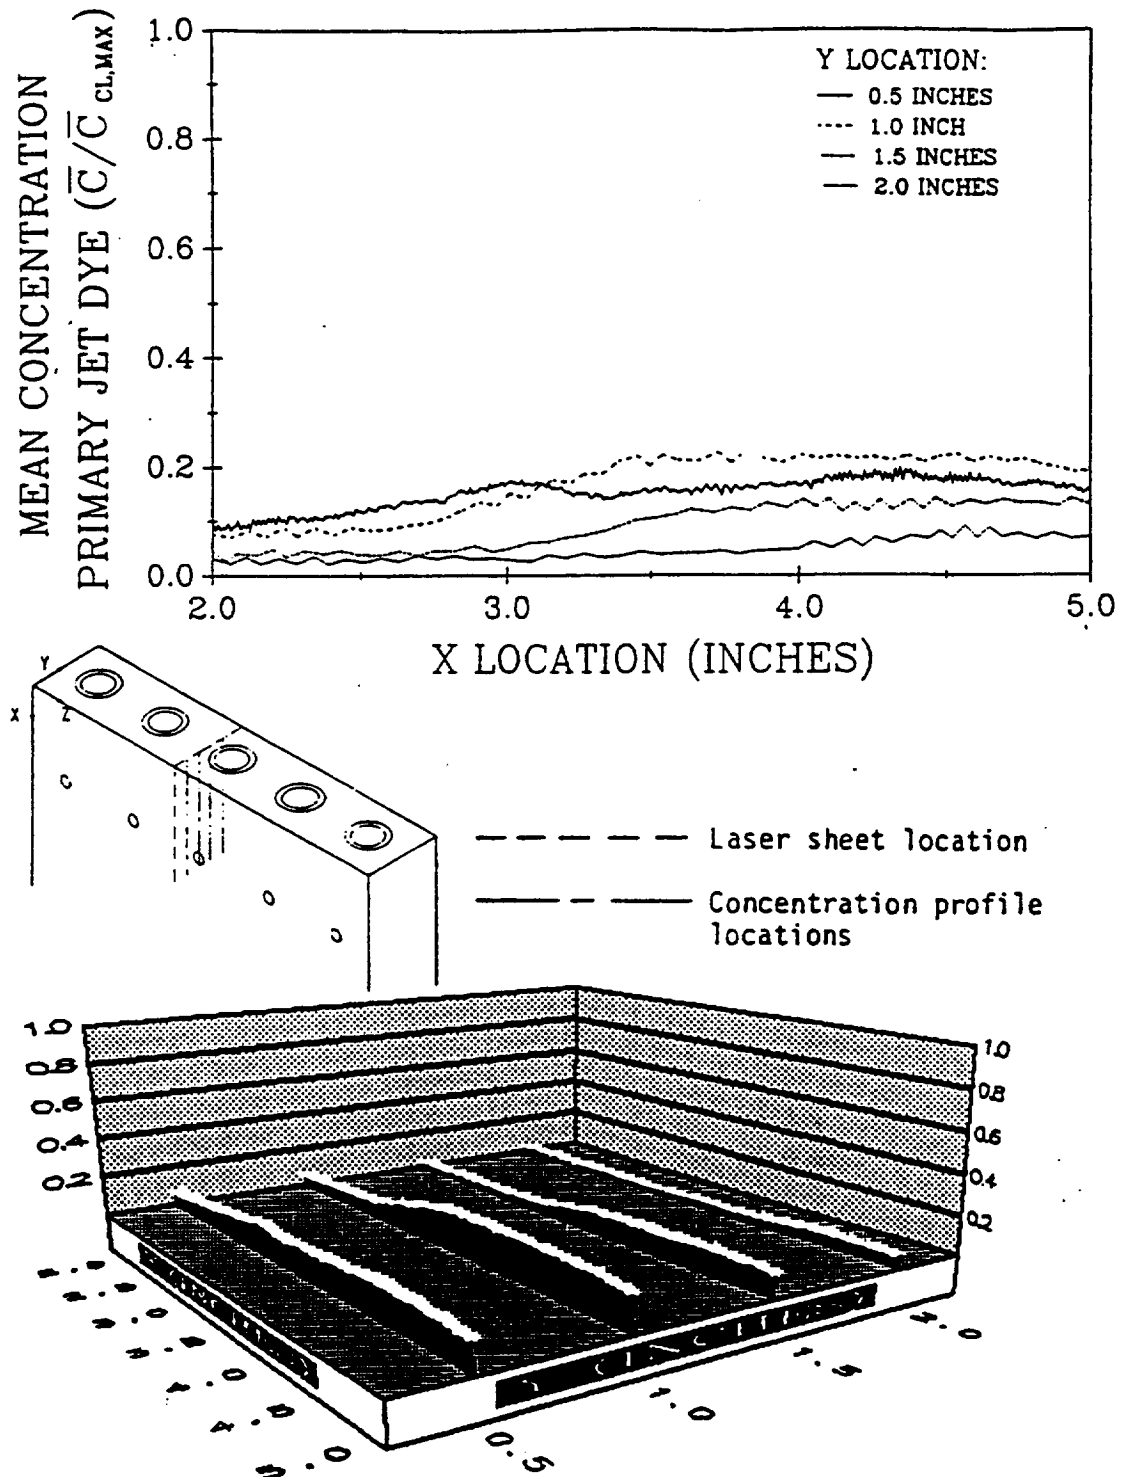 MEAN CONCENTRATION
PRIMARY JET DYE (C̅/C̅ CL,MAX)
1.0
0.8
0.6
0.4
0.2
0.0
Y LOCATION:
0.5 INCHES
1.0 INCH
1.5 INCHES
2.0 INCHES
2.0 3.0 4.0 5.0
X LOCATION (INCHES)
Y
X Z
Laser sheet location
Concentration profile
locations
1.0
0.8
0.6
0.4
0.2
1.0
0.8
0.6
0.4
0.2
3.0
4.0
4.5
5.0
0.5
1.0
1.5
2.0